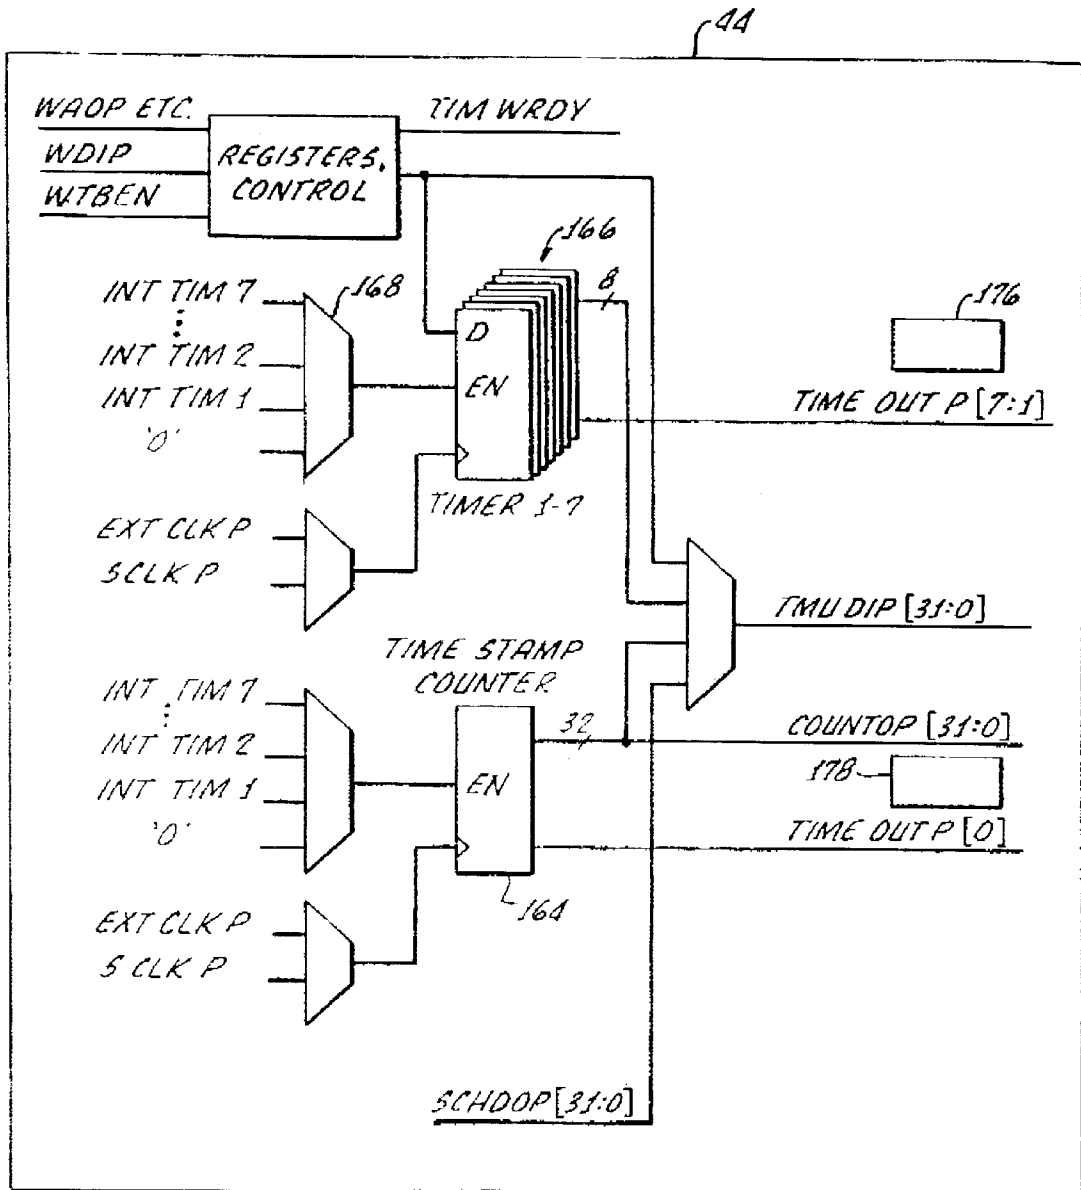 44
WAOP ETC.
TIM WRDY
WDIP
REGISTERS,
CONTROL
WTBEN
166
8
INT TIM 7
168
176
D
INT TIM 2
EN
INT TIM 1
TIME OUT P [7:1]
'0'
TIMER 1-7
EXT CLK P
SCLK P
TMU DIP [31:0]
TIME STAMP
COUNTER
INT TIM 7
32
COUNTOP [31:0]
INT TIM 2
178
EN
INT TIM 1
'0'
TIME OUT P [0]
164
EXT CLK P
S CLK P
SCHDOP [31:0]